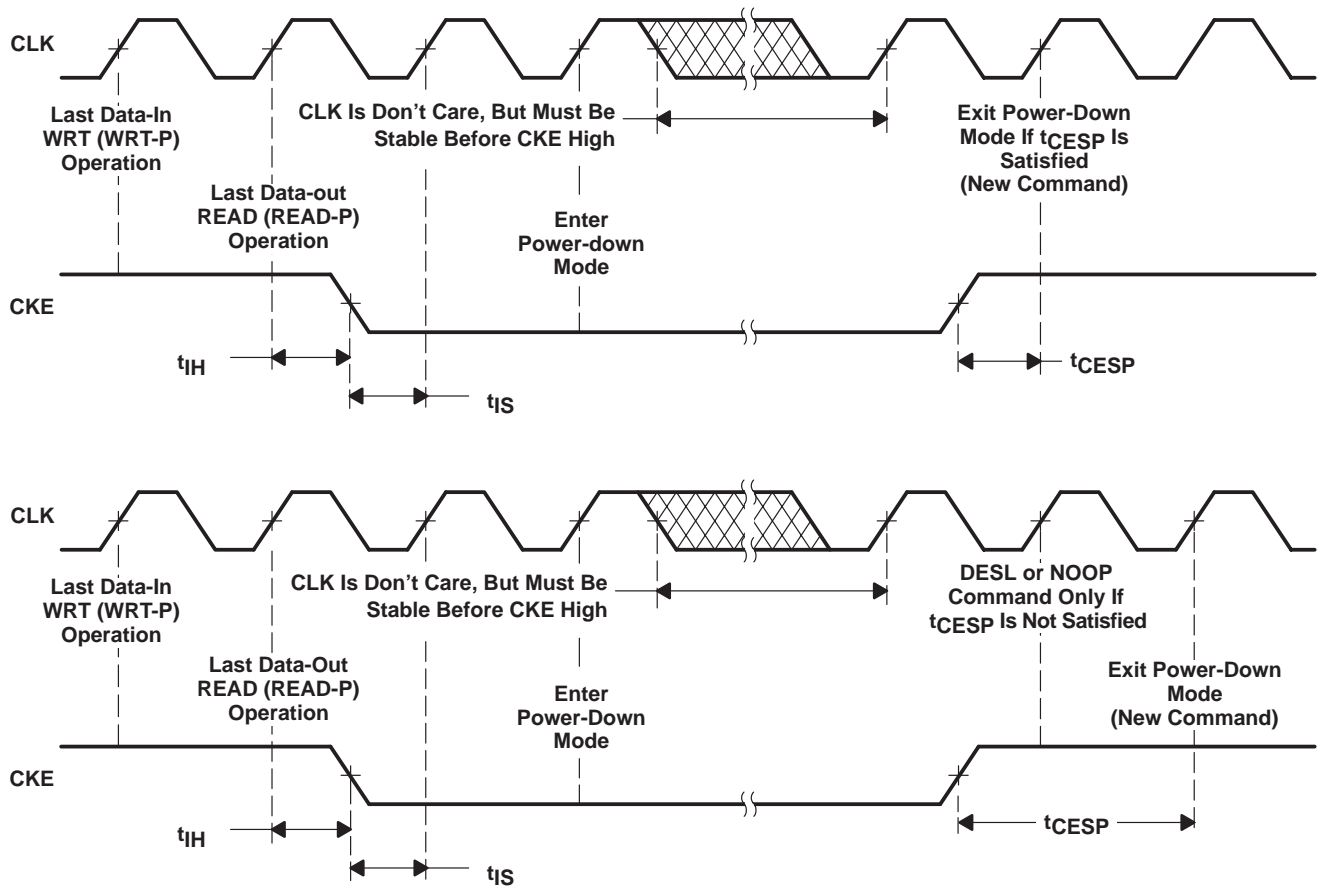 CLK
Last Data-In
WRT (WRT-P)
Operation
CLK Is Don't Care, But Must Be
Stable Before CKE High
Exit Power-Down
Mode If tCESP Is
Satisfied
(New Command)
Last Data-out
READ (READ-P)
Operation
Enter
Power-down
Mode
CKE
tIH
tCESP
tIS
CLK
Last Data-In
WRT (WRT-P)
Operation
CLK Is Don't Care, But Must Be
Stable Before CKE High
DESL or NOOP
Command Only If
tCESP Is Not Satisfied
Last Data-Out
READ (READ-P)
Operation
Enter
Power-Down
Mode
Exit Power-Down
Mode
(New Command)
CKE
tIH
tCESP
tIS